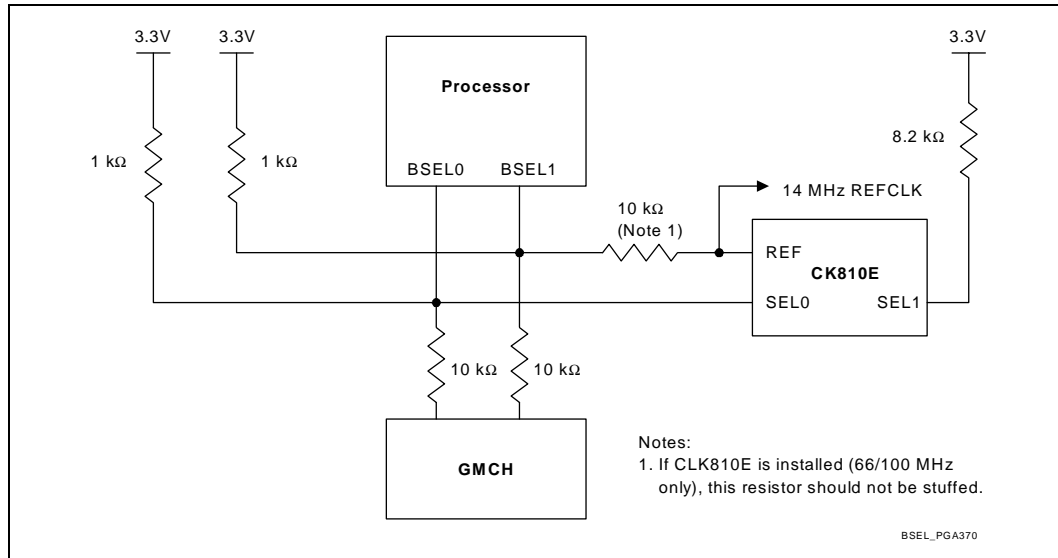 3.3V 3.3V 3.3V
Processor
1 kΩ 1 kΩ
8.2 kΩ
BSEL0 BSEL1
10 kΩ
(Note 1)
14 MHz REFCLK
REF
CK810E
SEL0 SEL1
10 kΩ 10 kΩ
GMCH
Notes:
1. If CLK810E is installed (66/100 MHz
only), this resistor should not be stuffed.
BSEL_PGA370